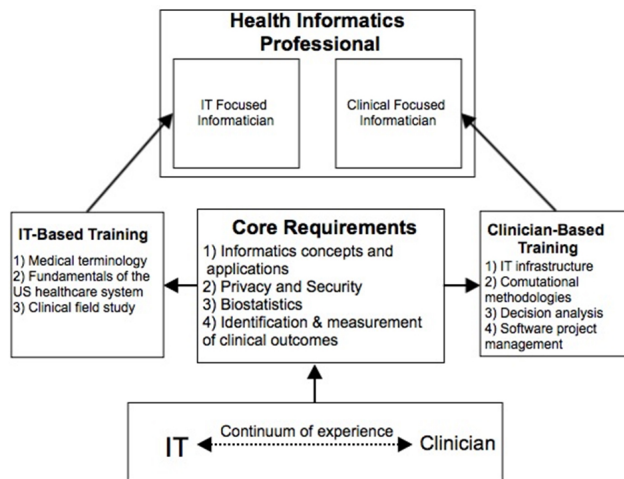 Health Informatics
Professional
IT Focused
Informatician
Clinical Focused
Informatician
IT-Based Training
1) Medical terminology
2) Fundamentals of the
US healthcare system
3) Clinical field study
Core Requirements
1) Informatics concepts and
applications
2) Privacy and Security
3) Biostatistics
4) Identification & measurement
of clinical outcomes
Clinician-Based
Training
1) IT infrastructure
2) Comutational
methodologies
3) Decision analysis
4) Software project
management
IT
Continuum of experience
Clinician